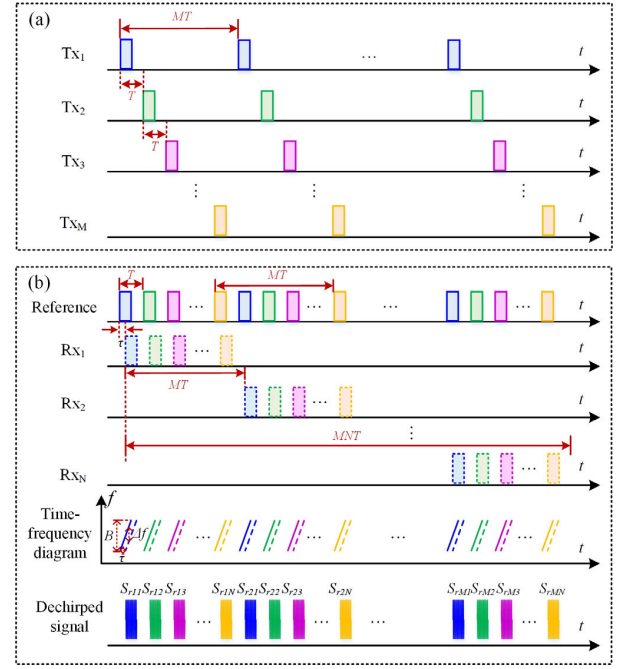 (a)
MT
Tx1
...
t
T
Tx2
t
T
Tx3
t
... ... ...
TxM
t
(b)
T
MT
Reference
... ... ... ...
t
τ
Rx1
...
t
MT
Rx2
...
t
...
MNT
RxN
...
t
f
Time-frequency diagram
B
Δf
... ... ... ...
τ
t
Sr11 Sr12 Sr13 Sr1N Sr21 Sr22 Sr23 Sr2N SrM1 SrM2 SrM3 SrMN
Dechirped signal
... ... ... ...
t